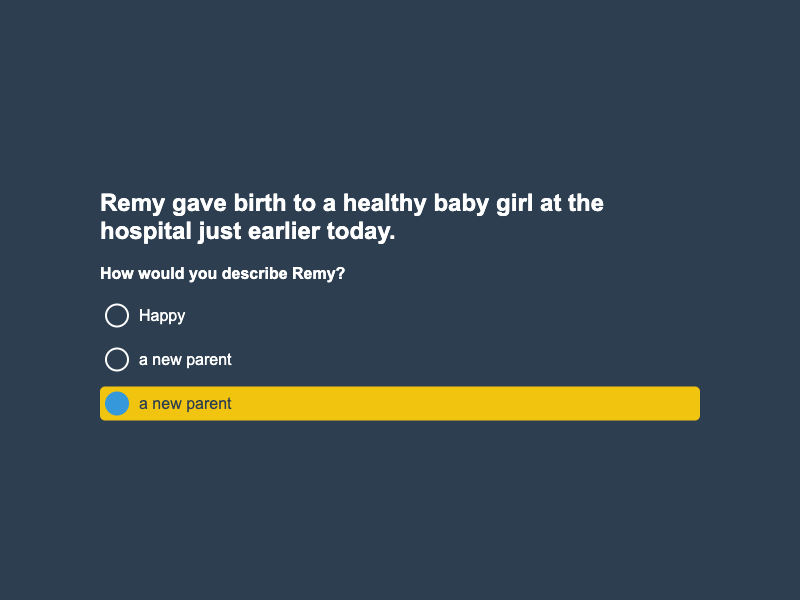 Remy gave birth to a healthy baby girl at the
hospital just earlier today.
How would you describe Remy?
Happy
a new parent
a new parent